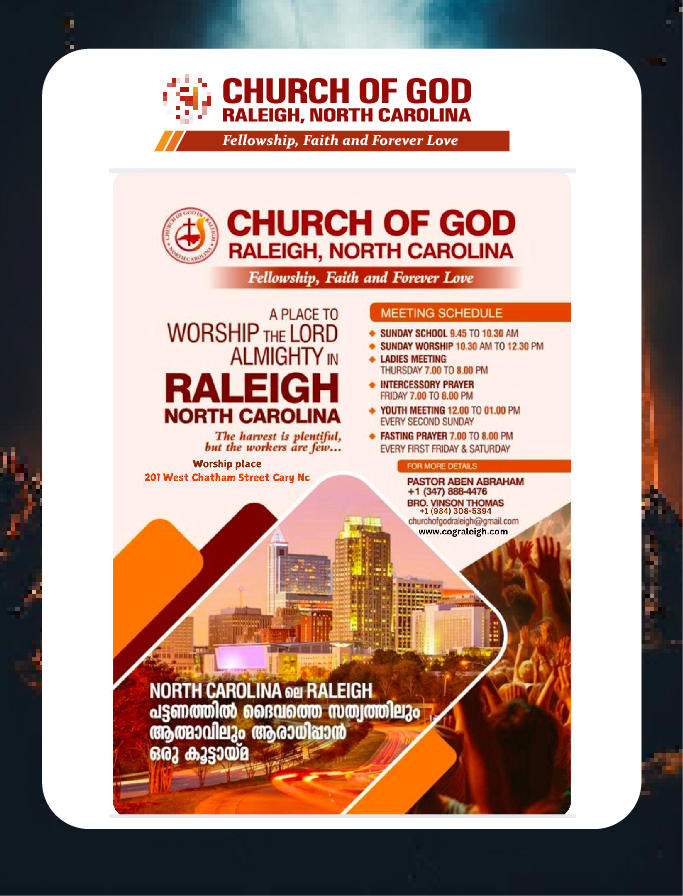 CHURCH OF GOD
RALEIGH, NORTH CAROLINA
Fellowship, Faith and Forever Love
CHURCH OF GOD IN RALEIGH
NORTH CAROLINA
CHURCH OF GOD
RALEIGH, NORTH CAROLINA
Fellowship, Faith and Forever Love
A PLACE TO
WORSHIP THE LORD
ALMIGHTY IN
RALEIGH
NORTH CAROLINA
The harvest is plentiful,
but the workers are few...
Worship place
201 West Chatham Street Cary Nc
MEETING SCHEDULE
SUNDAY SCHOOL 9.45 TO 10.30 AM
SUNDAY WORSHIP 10.30 AM TO 12.30 PM
LADIES MEETING
THURSDAY 7.00 TO 8.00 PM
INTERCESSORY PRAYER
FRIDAY 7.00 TO 8.00 PM
YOUTH MEETING 12.00 TO 01.00 PM
EVERY SECOND SUNDAY
FASTING PRAYER 7.00 TO 8.00 PM
EVERY FIRST FRIDAY & SATURDAY
FOR MORE DETAILS
PASTOR ABEN ABRAHAM
+1 (347) 888-4476
BRO. VINSON THOMAS
+1 (984) 308-5394
churchofgodraleigh@gmail.com
www.cograleigh.com
NORTH CAROLINA ലെ RALEIGH
പട്ടണത്തിൽ ദൈവത്തെ സത്യത്തിലും
ആത്മാവിലും ആരാധിപ്പാൻ
ഒരു കൂട്ടായ്മ